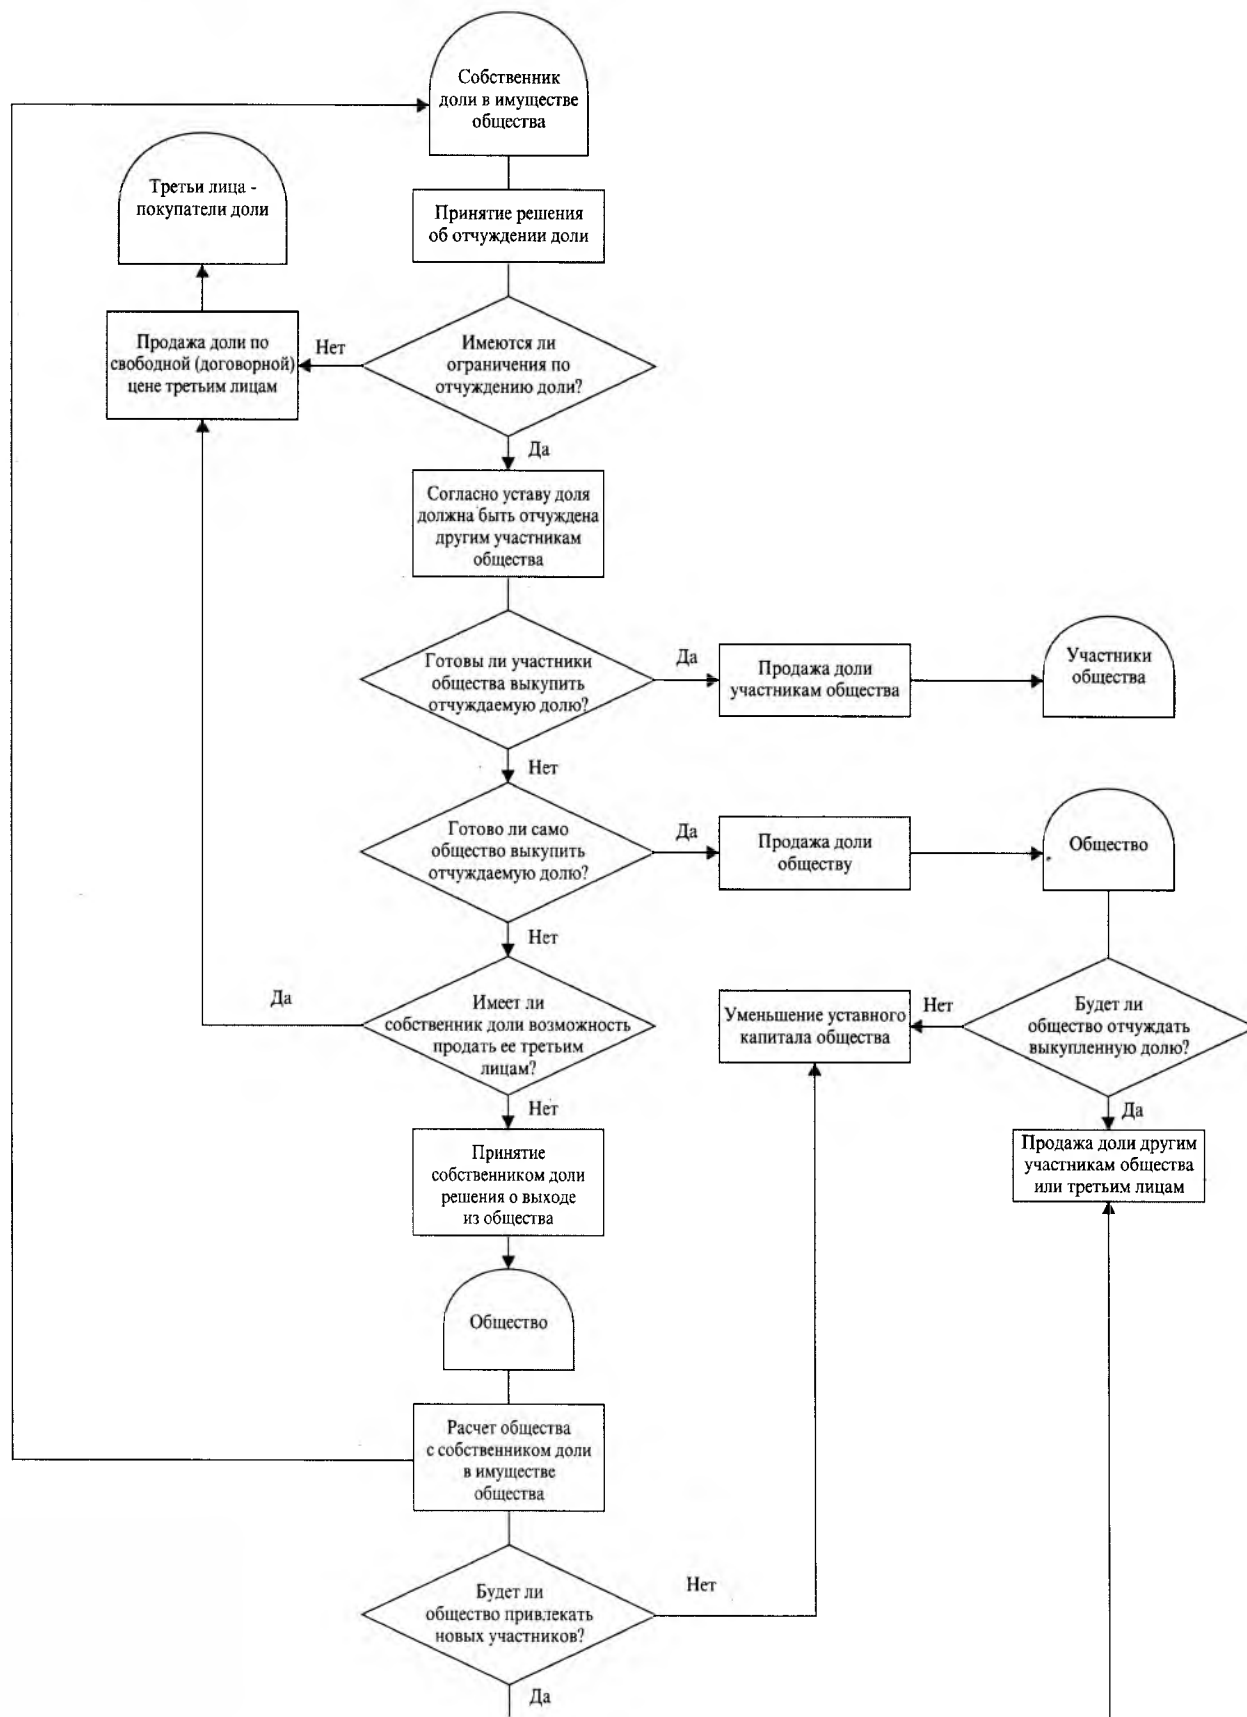 Собственник
доли в имуществе
общества
Третьи лица -
покупатели доли
Принятие решения
об отчуждении доли
Продажа доли по
свободной (договорной)
цене третьим лицам
Нет
Имеются ли
ограничения по
отчуждению доли?
Да
Согласно уставу доля
должна быть отчуждена
другим участникам
общества
Готовы ли участники
общества выкупить
отчуждаемую долю?
Да
Продажа доли
участникам общества
Участники
общества
Нет
Готово ли само
общество выкупить
отчуждаемую долю?
Да
Продажа доли
обществу
Общество
Нет
Да
Имеет ли
собственник доли возможность
продать ее третьим
лицам?
Уменьшение уставного
капитала общества
Нет
Будет ли
общество отчуждать
выкупленную долю?
Нет
Да
Принятие
собственником доли
решения о выходе
из общества
Продажа доли другим
участникам общества
или третьим лицам
Общество
Расчет общества
с собственником доли
в имуществе
общества
Будет ли
общество привлекать
новых участников?
Нет
Да